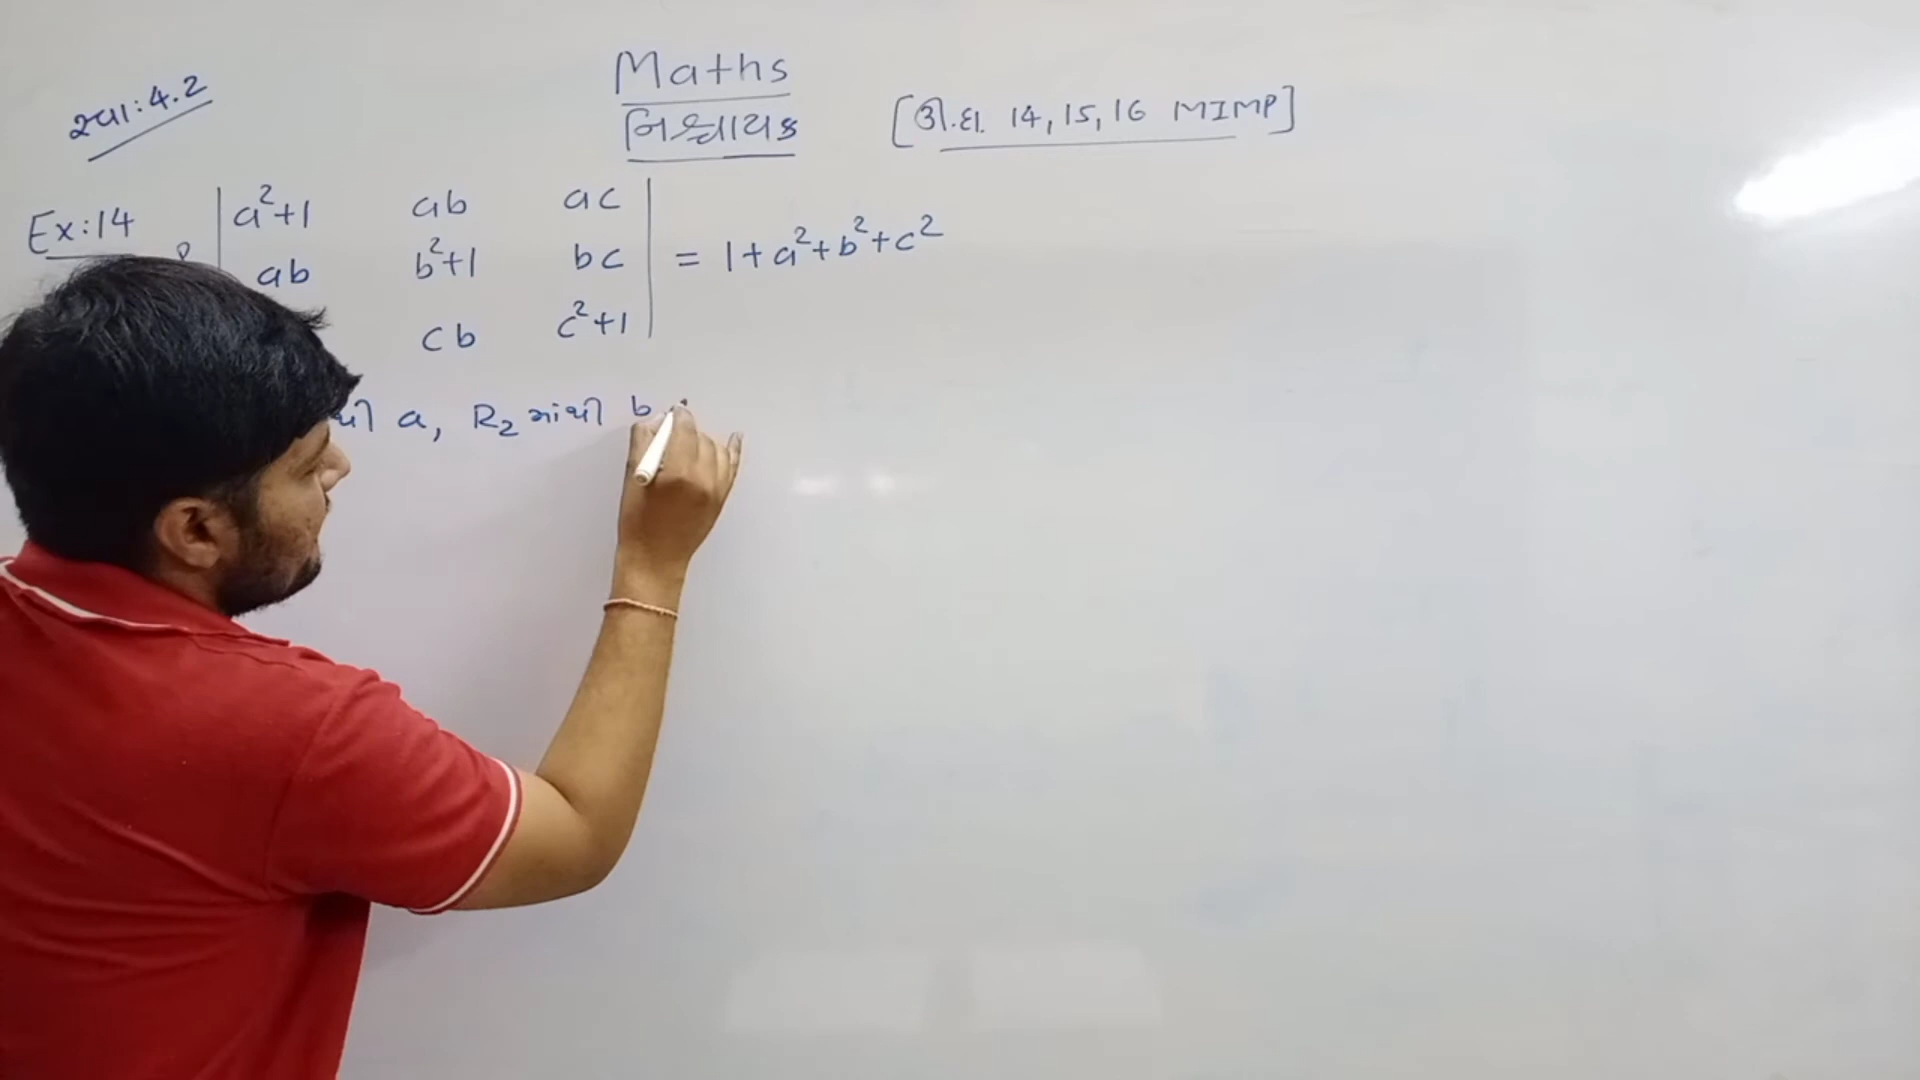 સ્વા: 4.2
Maths
નિશ્ચાયક
[ઊ.દા. 14, 15, 16 MIMP]
Ex: 14
a²+1 ab ac
ab b²+1 bc = 1+a²+b²+c²
cb c²+1
થી a, R₂ માંથી b